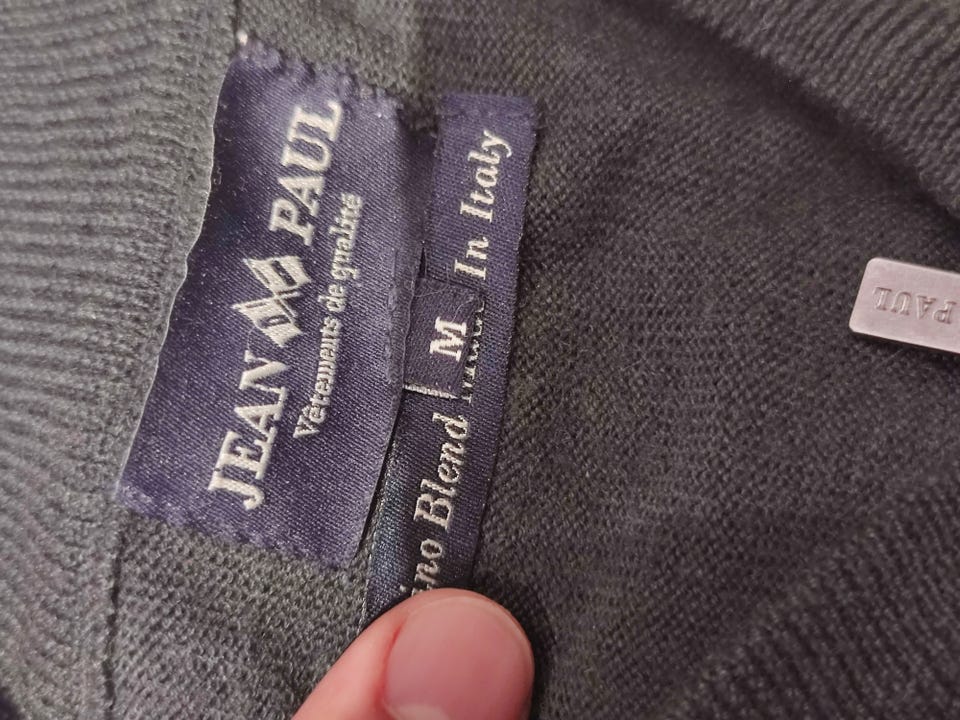 JEAN PAUL
Vêtements de qualité
M
Blend In Italy
PAUL